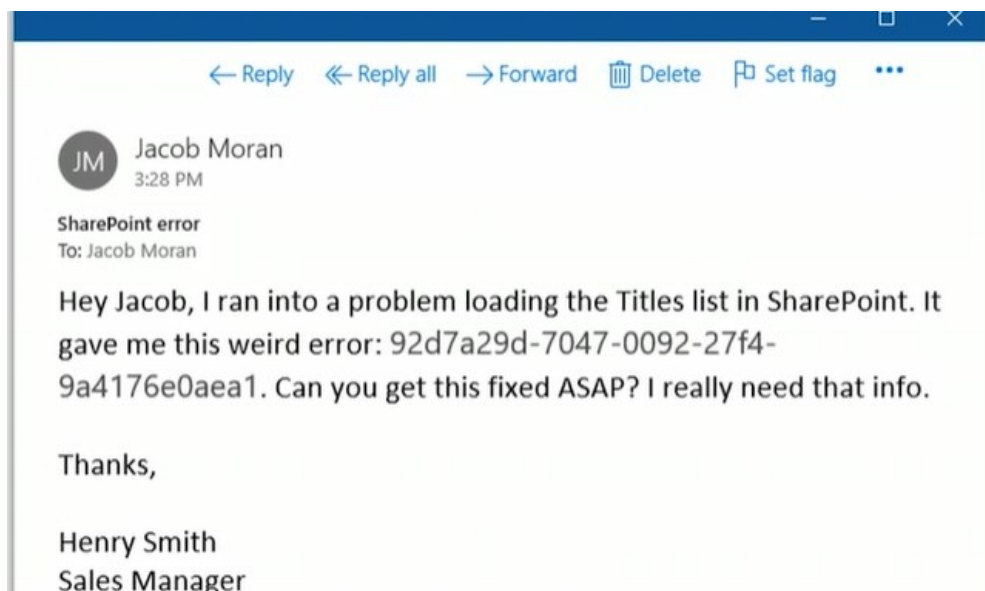 Reply Reply all Forward Delete Set flag
JM
Jacob Moran
3:28 PM
SharePoint error
To: Jacob Moran
Hey Jacob, I ran into a problem loading the Titles list in SharePoint. It
gave me this weird error: 92d7a29d-7047-0092-27f4-
9a4176e0aea1. Can you get this fixed ASAP? I really need that info.
Thanks,
Henry Smith
Sales Manager